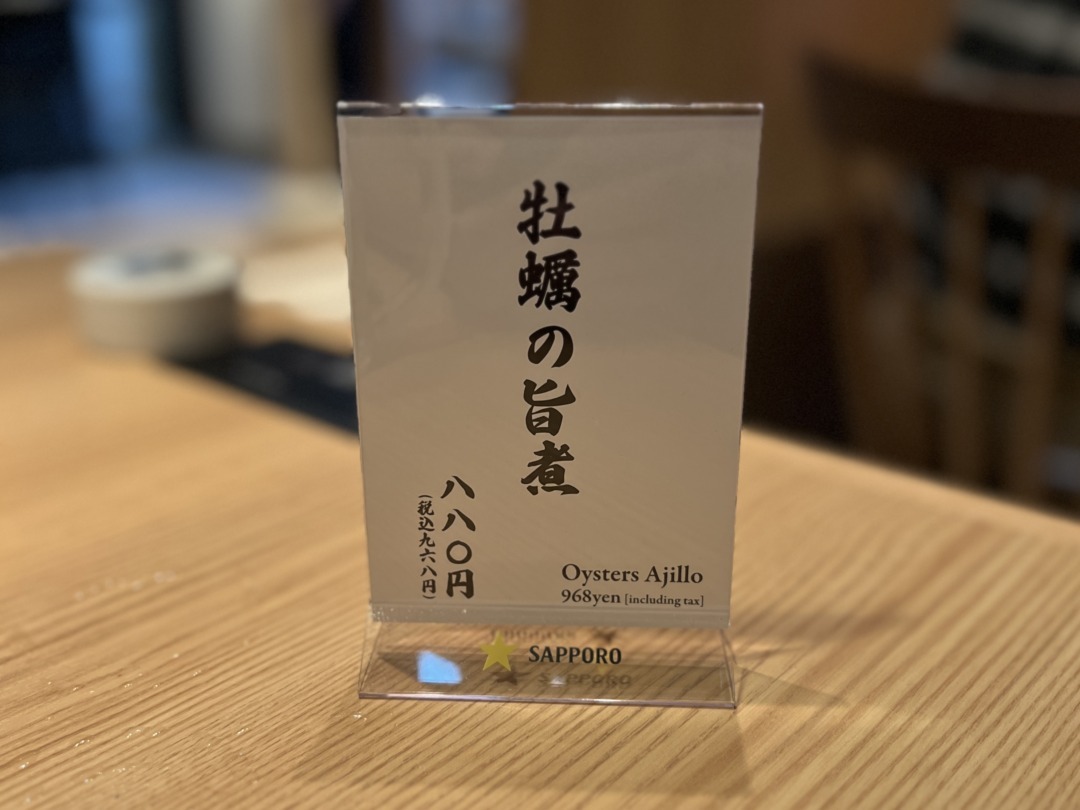 牡蠣の旨煮
八八〇円
(税込九六八円)
Oysters Ajillo
968yen [including tax]
SAPPORO